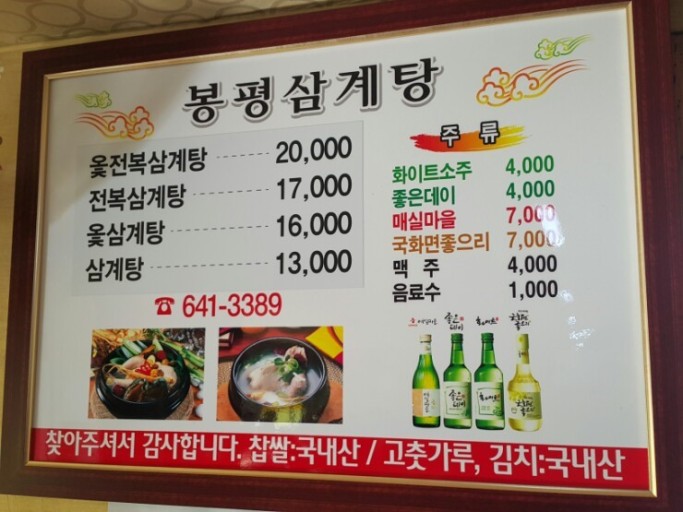 봉평삼계탕
옻전복삼계탕 20,000
전복삼계탕 17,000
옻삼계탕 16,000
삼계탕 13,000
☎ 641-3389
주 류
화이트소주 4,000
좋은데이 4,000
매실마을 7,000
국화면좋으리 7,000
맥 주 4,000
음료수 1,000
좋은데이
찾아주셔서 감사합니다. 찹쌀:국내산 / 고춧가루, 김치:국내산